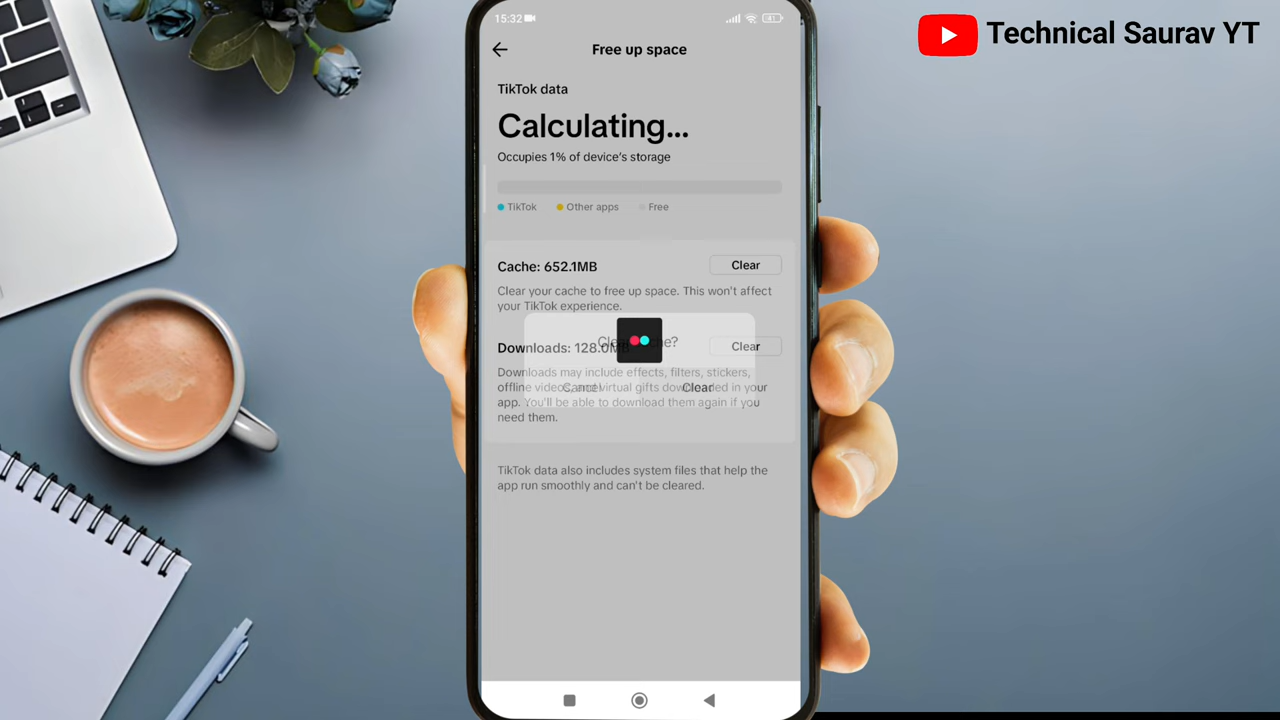 Technical Saurav YT
15:32
41
Free up space
TikTok data
Calculating...
Occupies 1% of device's storage
TikTok
Other apps
Free
Cache: 652.1MB
Clear
Clear your cache to free up space. This won't affect
your TikTok experience.
Clear cache?
Downloads: 128.0MB
Clear
Downloads may include effects, filters, stickers,
offline videos, and virtual gifts downloaded in your
Cancel
Clear
app. You'll be able to download them again if you
need them.
TikTok data also includes system files that help the
app run smoothly and can't be cleared.